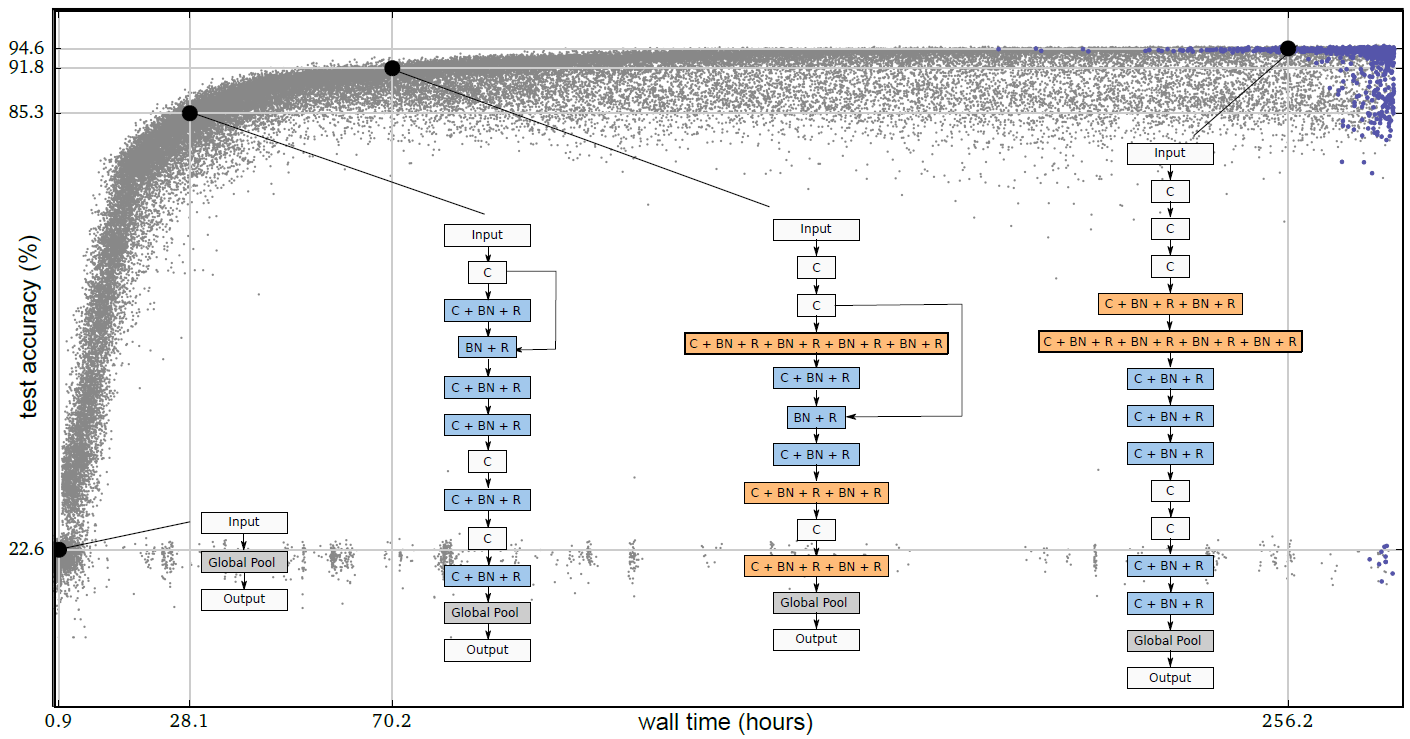 94.6
91.8
85.3
22.6
test accuracy (%)
Input
Global Pool
Output
Input
C
C + BN + R
BN + R
C + BN + R
C + BN + R
C
C + BN + R
C
C + BN + R
Global Pool
Output
Input
C
C
C + BN + R + BN + R + BN + R + BN + R
C + BN + R
BN + R
C + BN + R
C + BN + R + BN + R
C
C + BN + R + BN + R
Global Pool
Output
Input
C
C
C
C + BN + R + BN + R
C + BN + R + BN + R + BN + R + BN + R
C + BN + R
C + BN + R
C + BN + R
C
C
C + BN + R
C + BN + R
Global Pool
Output
0.9
28.1
70.2
wall time (hours)
256.2